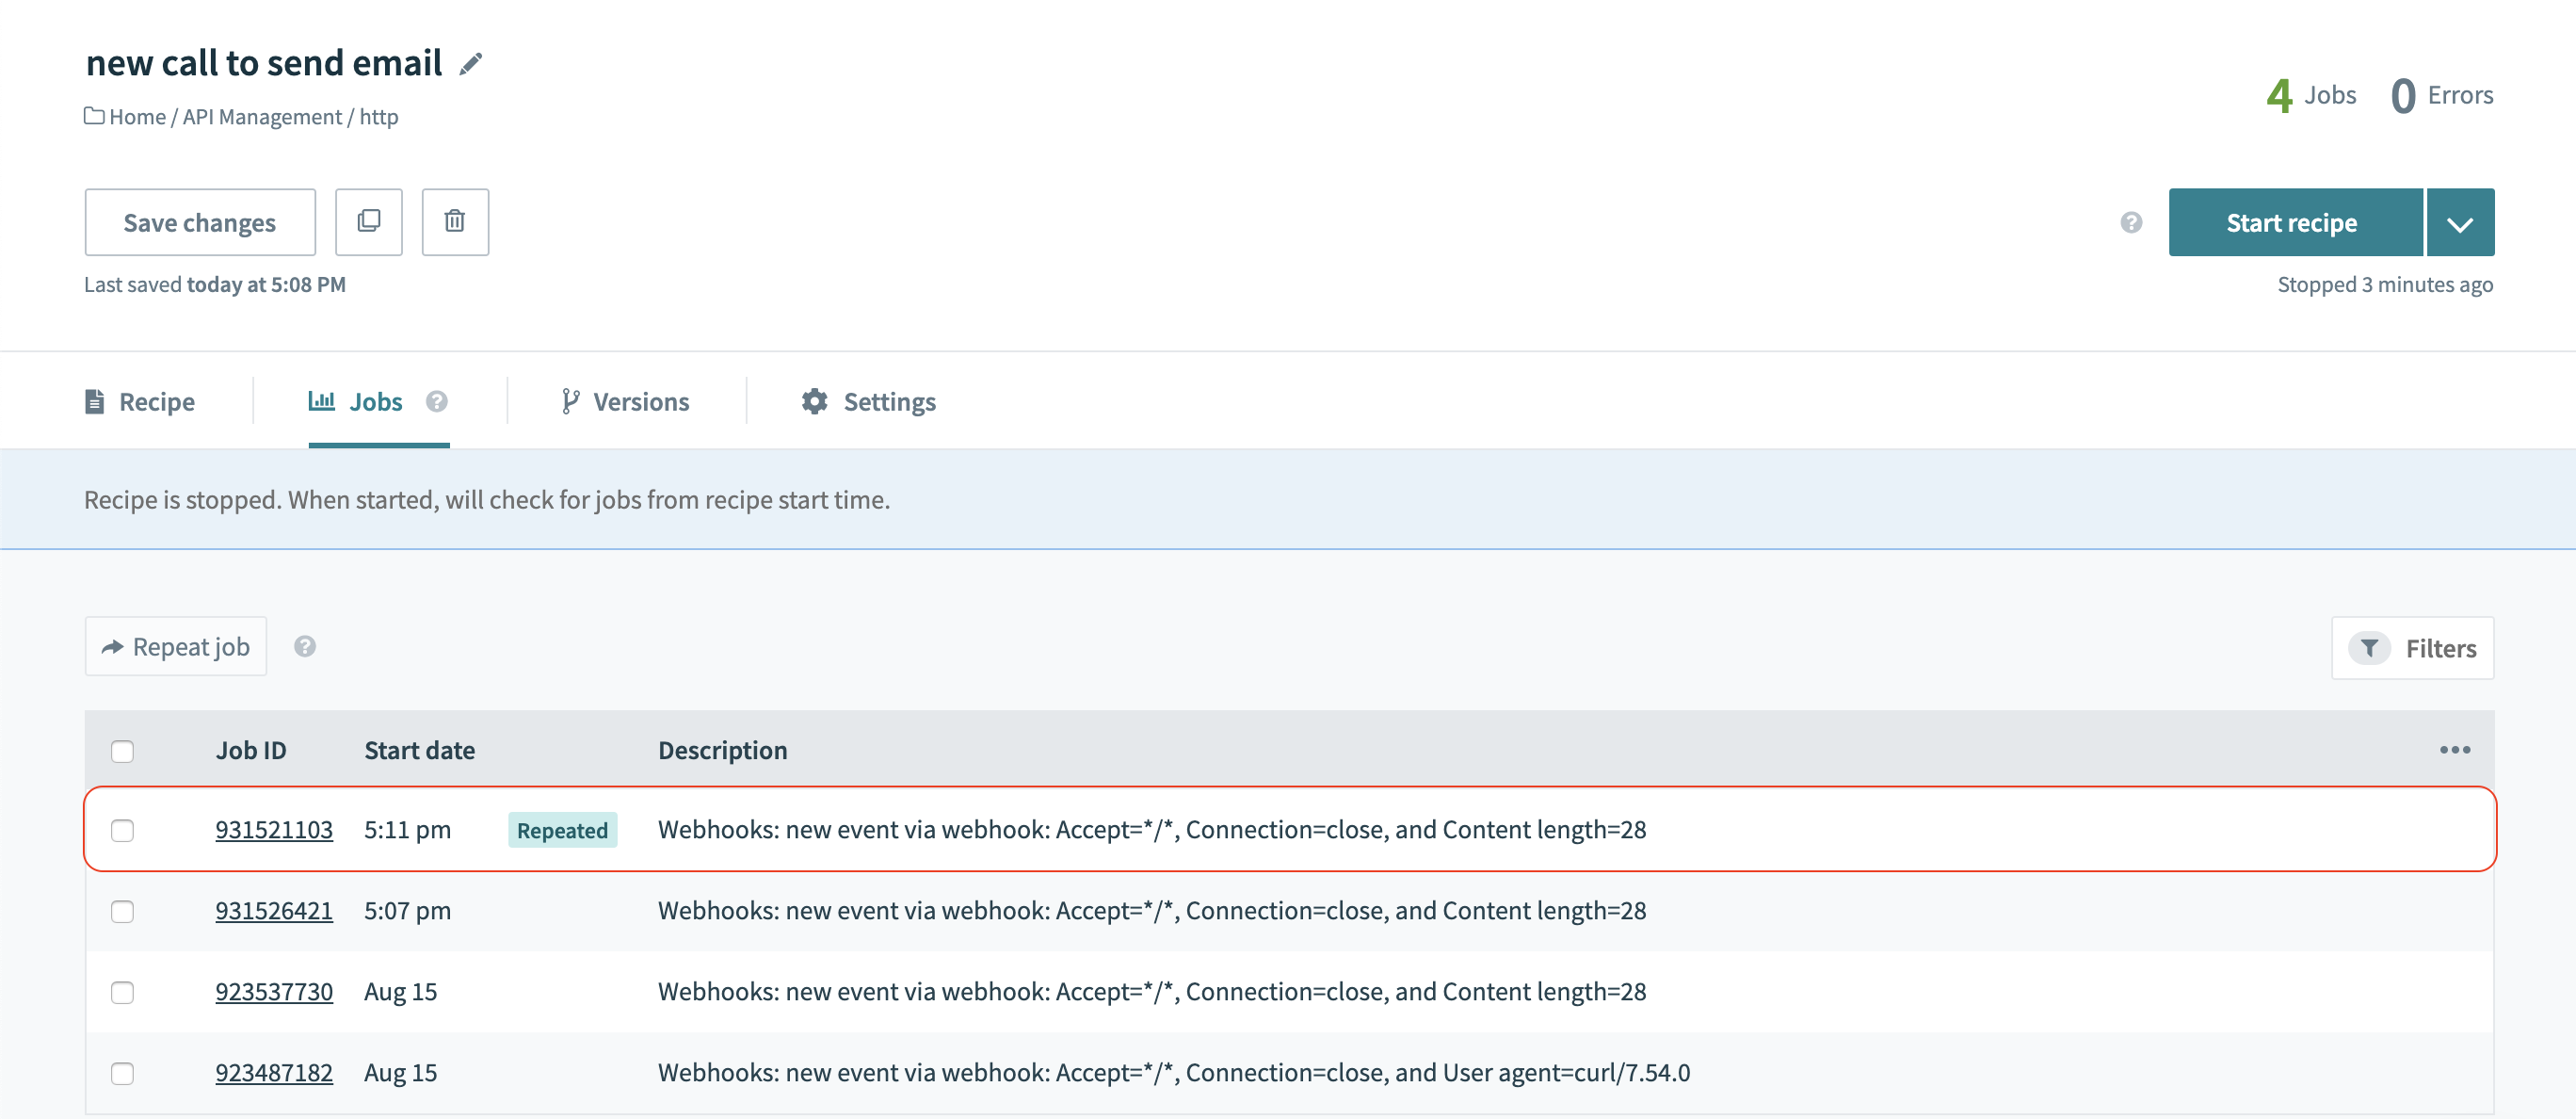 new call to send email
4 Jobs 0 Errors
Home / API Management / http
Save changes
Start recipe
Last saved today at 5:08 PM
Stopped 3 minutes ago
Recipe Jobs Versions Settings
Recipe is stopped. When started, will check for jobs from recipe start time.
Repeat job
Filters
Job ID Start date Description
931521103 5:11 pm Repeated Webhooks: new event via webhook: Accept=*/*, Connection=close, and Content length=28
931526421 5:07 pm Webhooks: new event via webhook: Accept=*/*, Connection=close, and Content length=28
923537730 Aug 15 Webhooks: new event via webhook: Accept=*/*, Connection=close, and Content length=28
923487182 Aug 15 Webhooks: new event via webhook: Accept=*/*, Connection=close, and User agent=curl/7.54.0